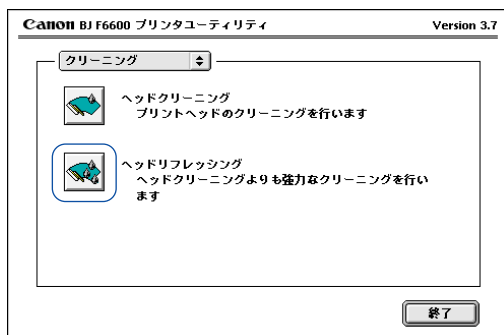 Canon BJ F6600 プリンタユーティリティ Version 3.7
クリーニング
ヘッドクリーニング
プリントヘッドのクリーニングを行います
ヘッドリフレッシング
ヘッドクリーニングよりも強力なクリーニングを行い
ます
終了